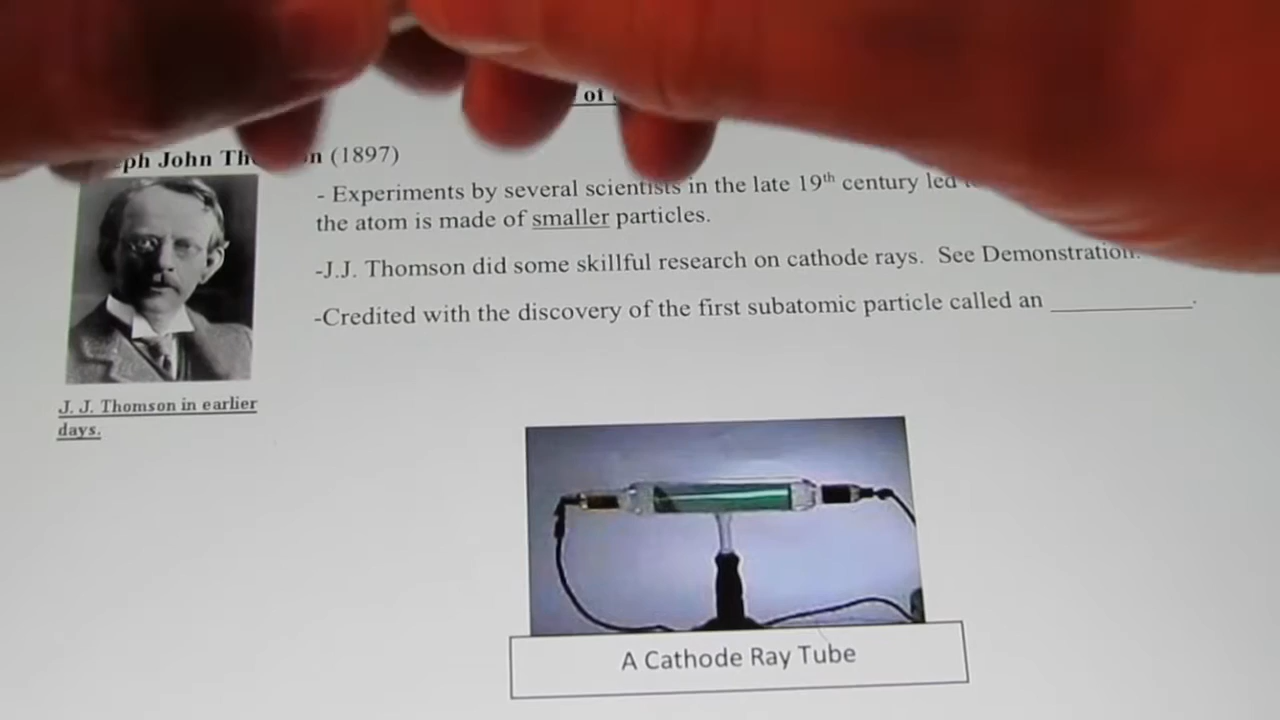 of
ph John Th n (1897)
- Experiments by several scientists in the late 19th century led
the atom is made of smaller particles.
-J.J. Thomson did some skillful research on cathode rays. See Demonstration.
-Credited with the discovery of the first subatomic particle called an ____________.
J. J. Thomson in earlier
days.
A Cathode Ray Tube